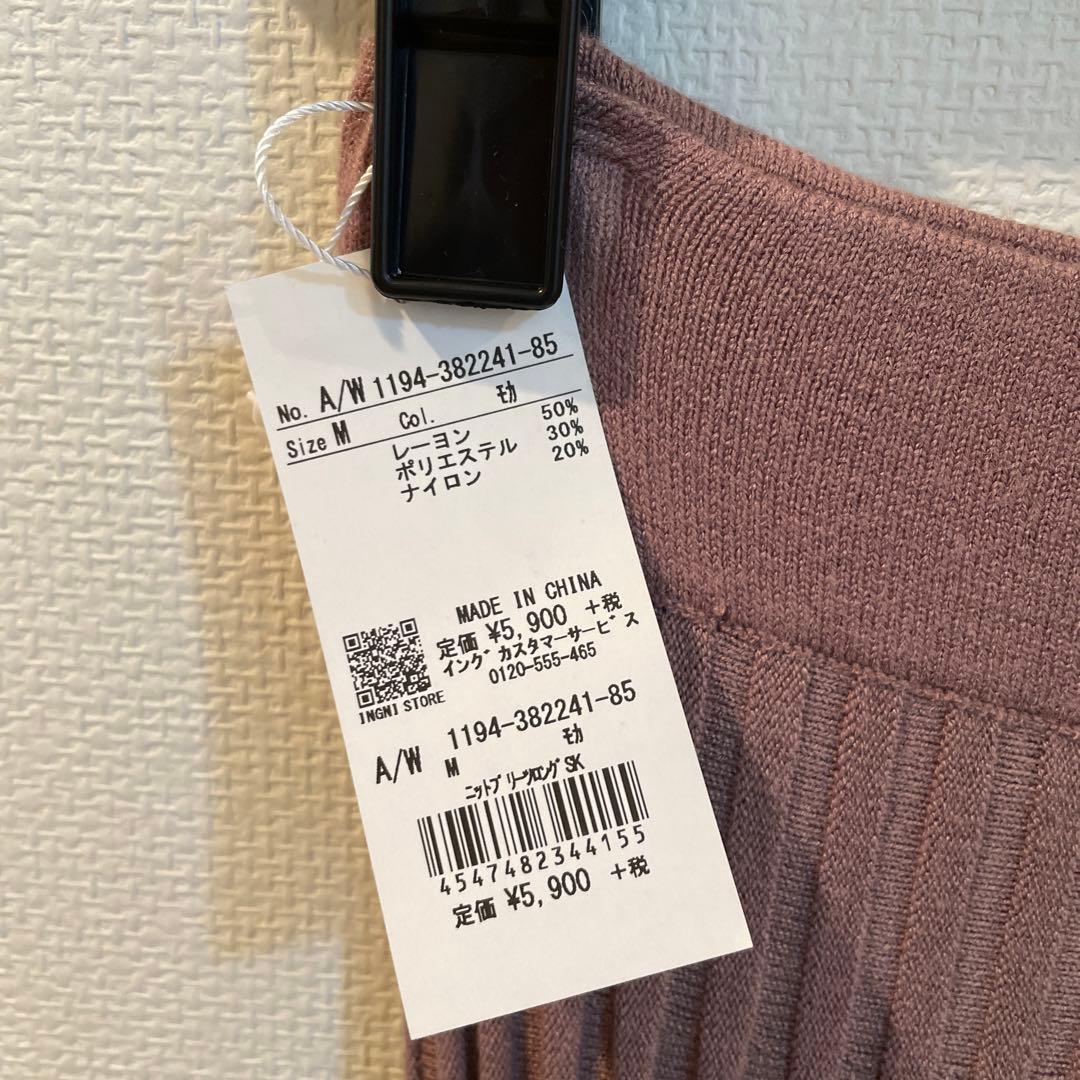 No. A/W 1194-382241-85
Size M Col. ﾓｶ
レーヨン 50%
ポリエステル 30%
ナイロン 20%
MADE IN CHINA
定価 ¥5,900 +税
イングﾞカスタマーサービﾞス
0120-555-465
INGNI STORE
A/W 1194-382241-85
M ﾓｶ
ﾆｯﾄﾌﾟﾘｰﾂﾛﾝｸﾞSK
4547482344155
定価 ¥5,900 +税